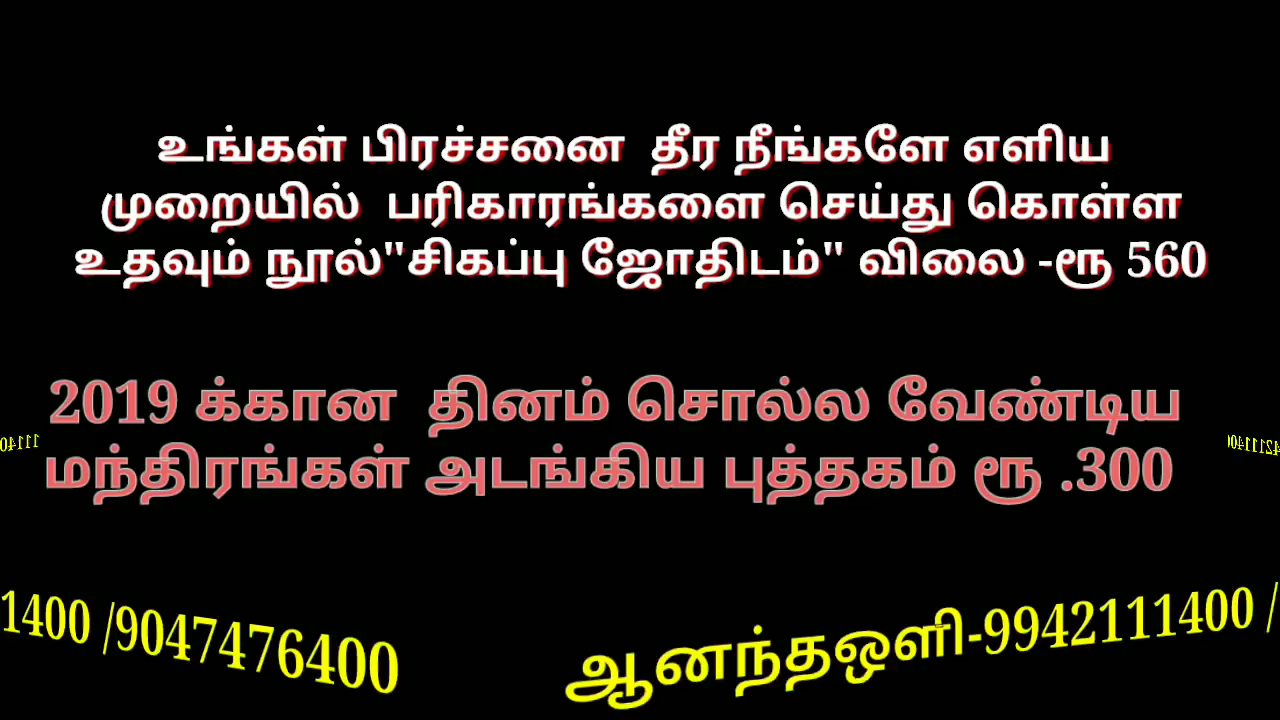 உங்கள் பிரச்சனை தீர நீங்களே எளிய
முறையில் பரிகாரங்களை செய்து கொள்ள
உதவும் நூல்"சிகப்பு ஜோதிடம்" விலை -ரூ 560
2019 க்கான தினம் சொல்ல வேண்டிய
மந்திரங்கள் அடங்கிய புத்தகம் ரூ .300
1400 /9047476400
ஆனந்தஒளி-9942111400 /